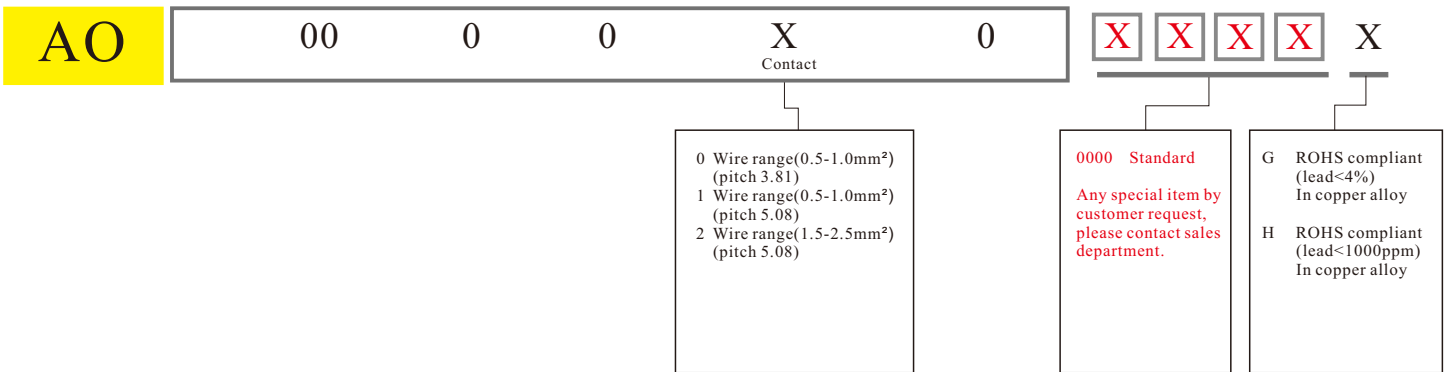 AO 00 0 0 X 0 X X X X X
Contact
0 Wire range(0.5-1.0mm²)
(pitch 3.81)
1 Wire range(0.5-1.0mm²)
(pitch 5.08)
2 Wire range(1.5-2.5mm²)
(pitch 5.08)
0000 Standard
Any special item by
customer request,
please contact sales
department.
G ROHS compliant
(lead<4%)
In copper alloy
H ROHS compliant
(lead<1000ppm)
In copper alloy